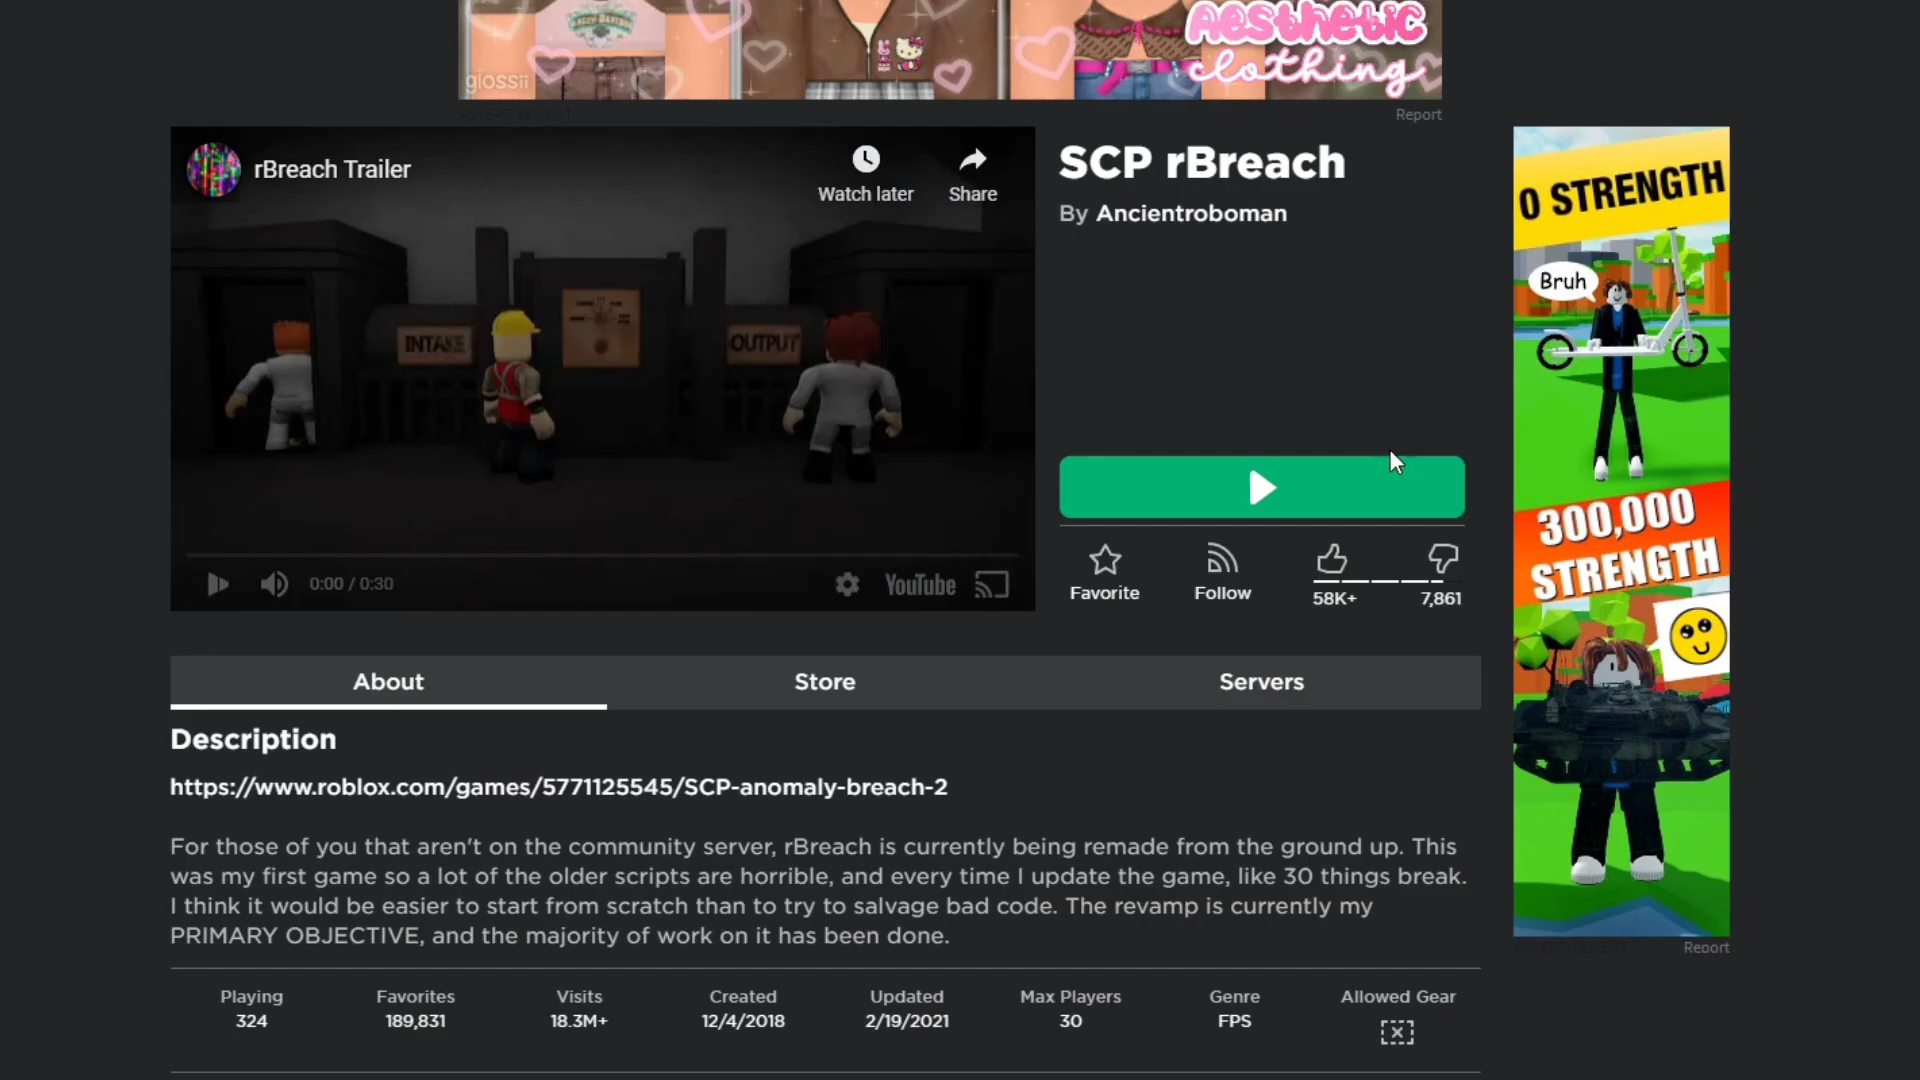 HARLEY-DAVIDSON
AESTHETIC
clothing
glossii
ADVERTISEMENT
Report
rBreach Trailer
Watch later
Share
INTAKE
OUTPUT
0:00 / 0:30
YouTube
SCP rBreach
By Ancientroboman
Favorite
Follow
58K+
7,861
0 STRENGTH
Bruh
300,000
STRENGTH
ADVERTISEMENT
Report
About
Store
Servers
Description
https://www.roblox.com/games/5771125545/SCP-anomaly-breach-2
For those of you that aren't on the community server, rBreach is currently being remade from the ground up. This
was my first game so a lot of the older scripts are horrible, and every time I update the game, like 30 things break.
I think it would be easier to start from scratch than to try to salvage bad code. The revamp is currently my
PRIMARY OBJECTIVE, and the majority of work on it has been done.
Playing
324
Favorites
189,831
Visits
18.3M+
Created
12/4/2018
Updated
2/19/2021
Max Players
30
Genre
FPS
Allowed Gear